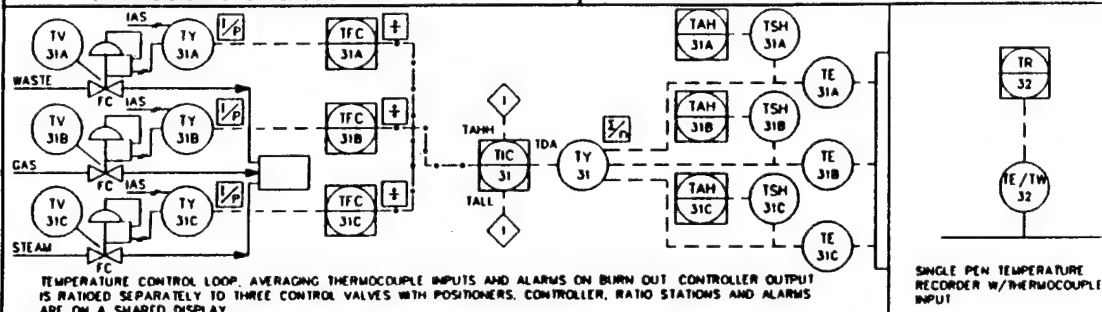 IAS
TV 31A
TY 31A
I/P
TFC 31A
÷
WASTE
FC
TV 31B
IAS
TY 31B
I/P
TFC 31B
÷
GAS
FC
TV 31C
IAS
TY 31C
I/P
TFC 31C
÷
STEAM
FC
I
TAHH
TIC 31
TDA
TALL
I
TY 31
Σ/n
TAH 31A
TSH 31A
TE 31A
TAH 31B
TSH 31B
TE 31B
TAH 31C
TSH 31C
TE 31C
TEMPERATURE CONTROL LOOP, AVERAGING THERMOCOUPLE INPUTS AND ALARMS ON BURN OUT. CONTROLLER OUTPUT
IS RATIOED SEPARATELY TO THREE CONTROL VALVES WITH POSITIONERS, CONTROLLER, RATIO STATIONS AND ALARMS
ARE ON A SHARED DISPLAY
TR 32
TE/TW 32
SINGLE PEN TEMPERATURE
RECORDER W/THERMOCOUPLE
INPUT